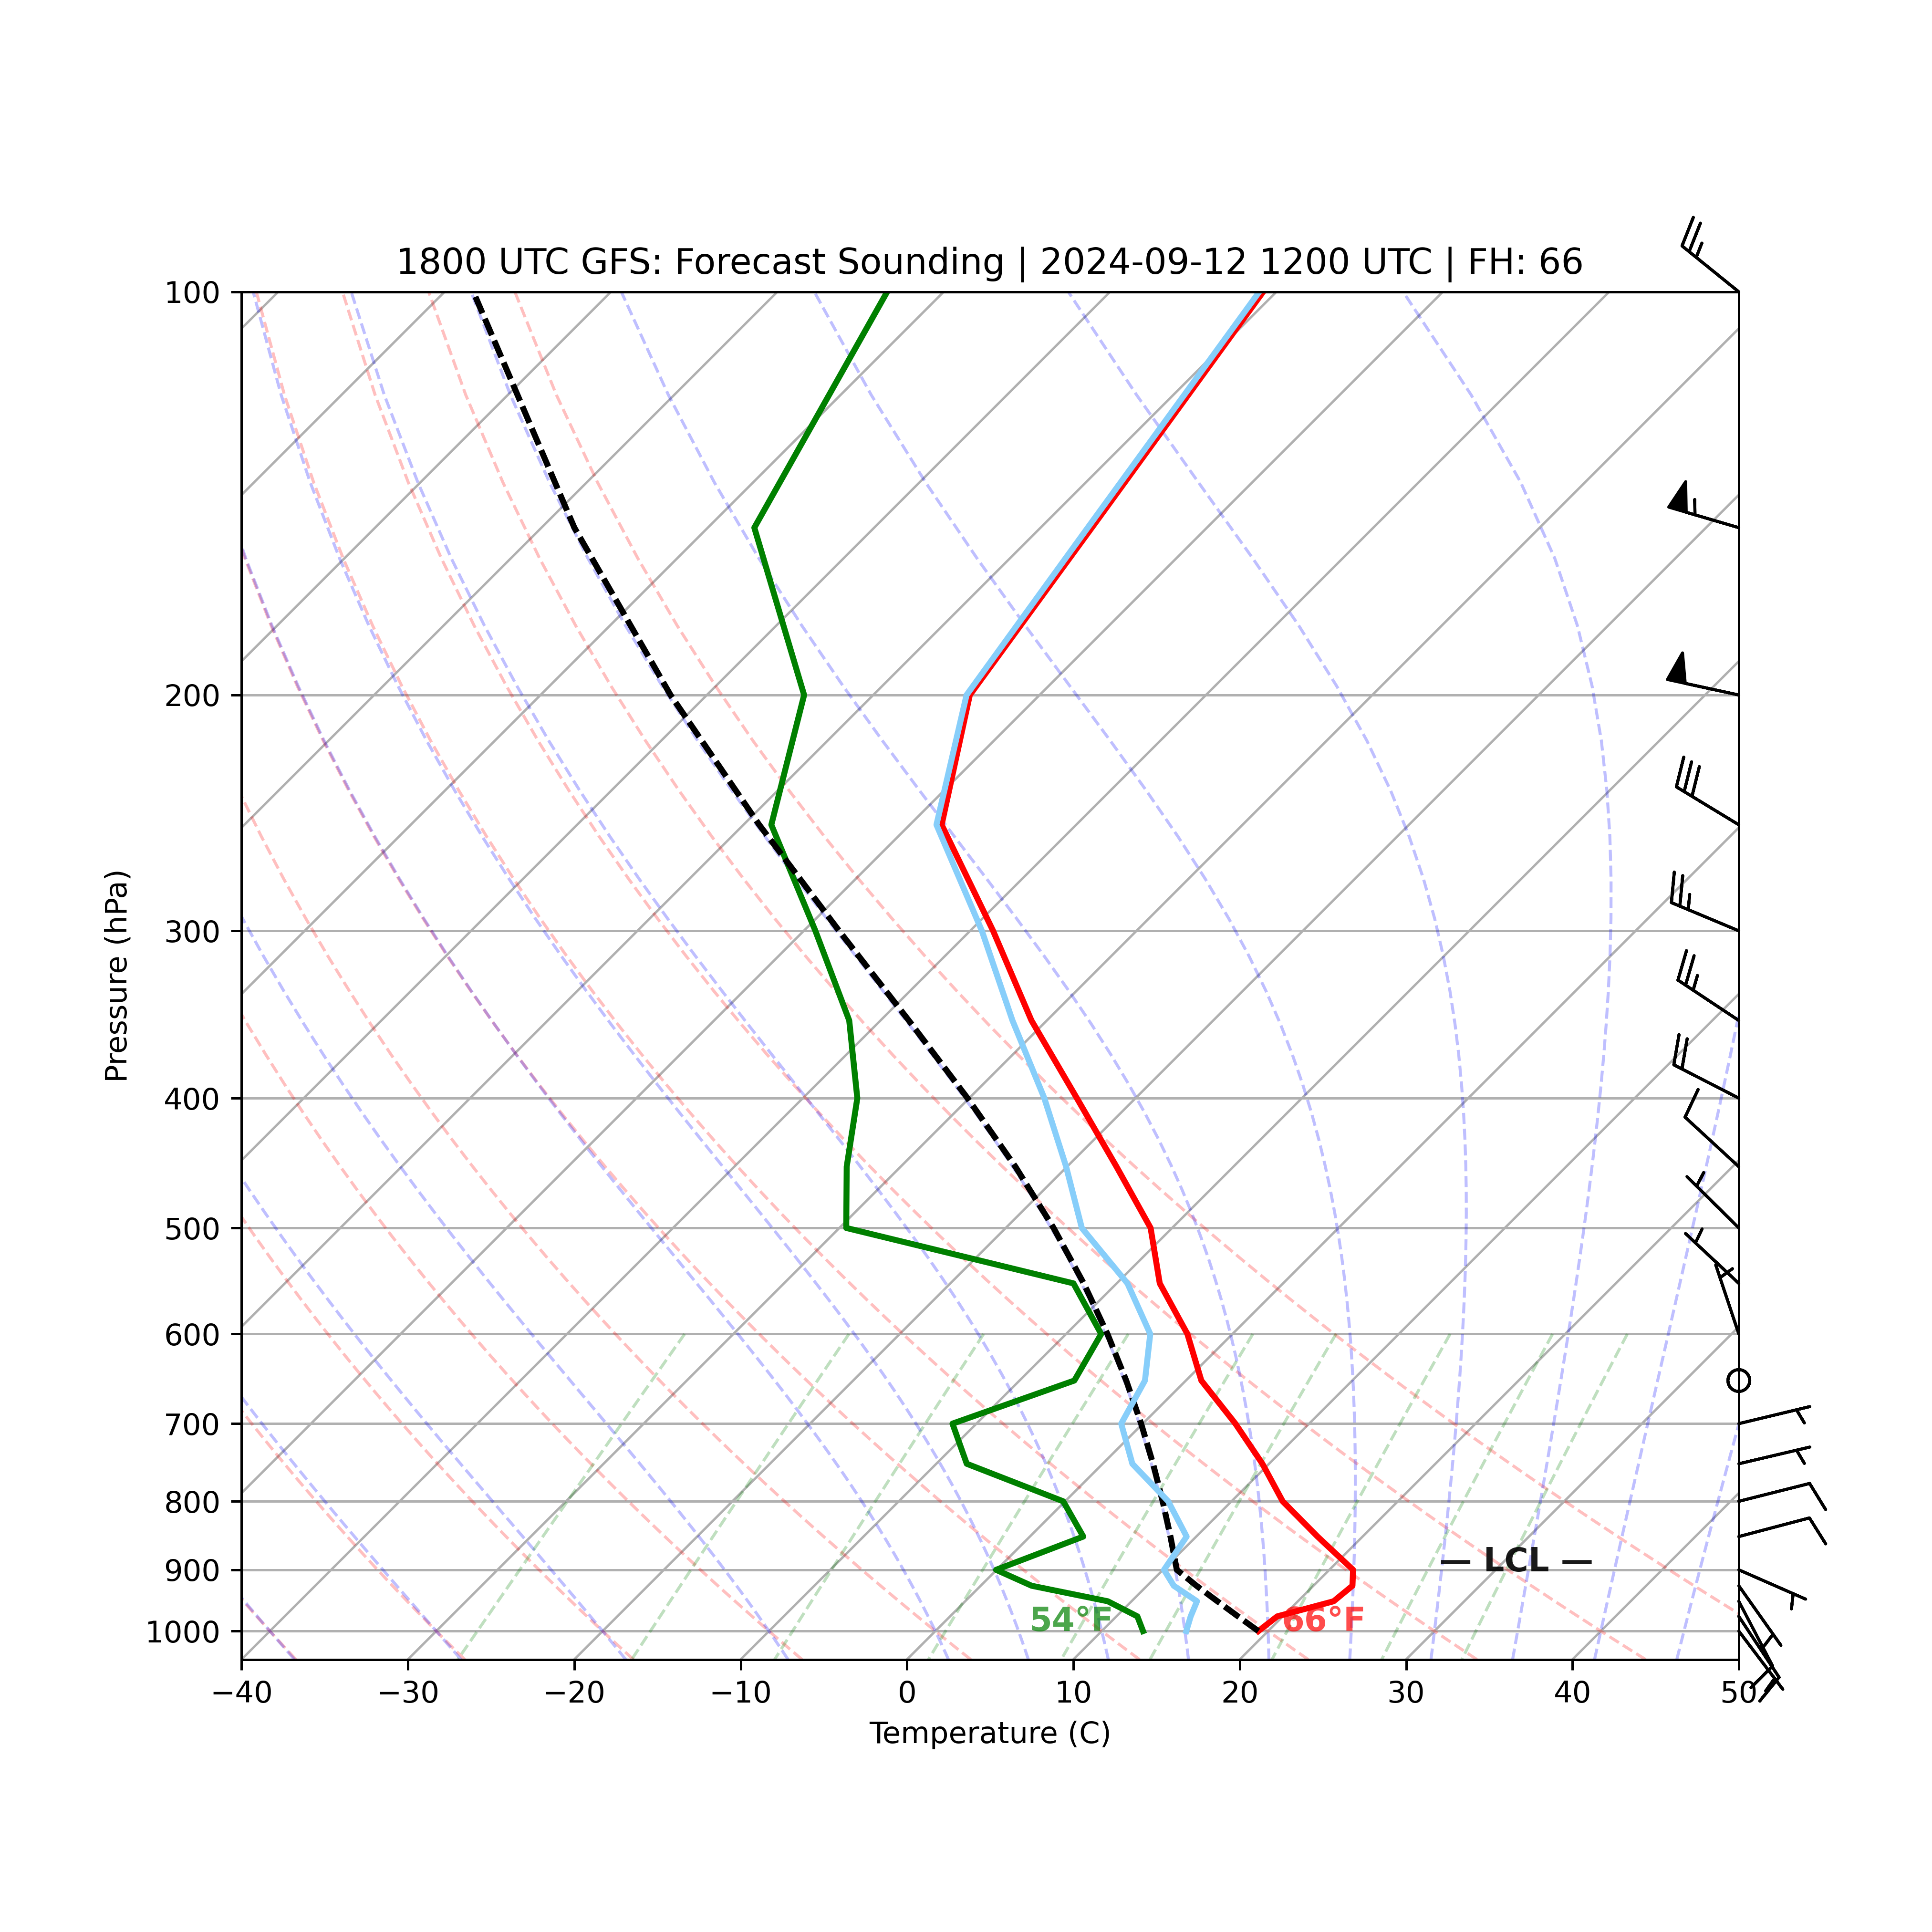 1800 UTC GFS: Forecast Sounding | 2024-09-12 1200 UTC | FH: 66
100
200
300
400
500
600
700
800
900
1000
Pressure (hPa)
— LCL —
54°F
66°F
−40 −30 −20 −10 0 10 20 30 40 50
Temperature (C)